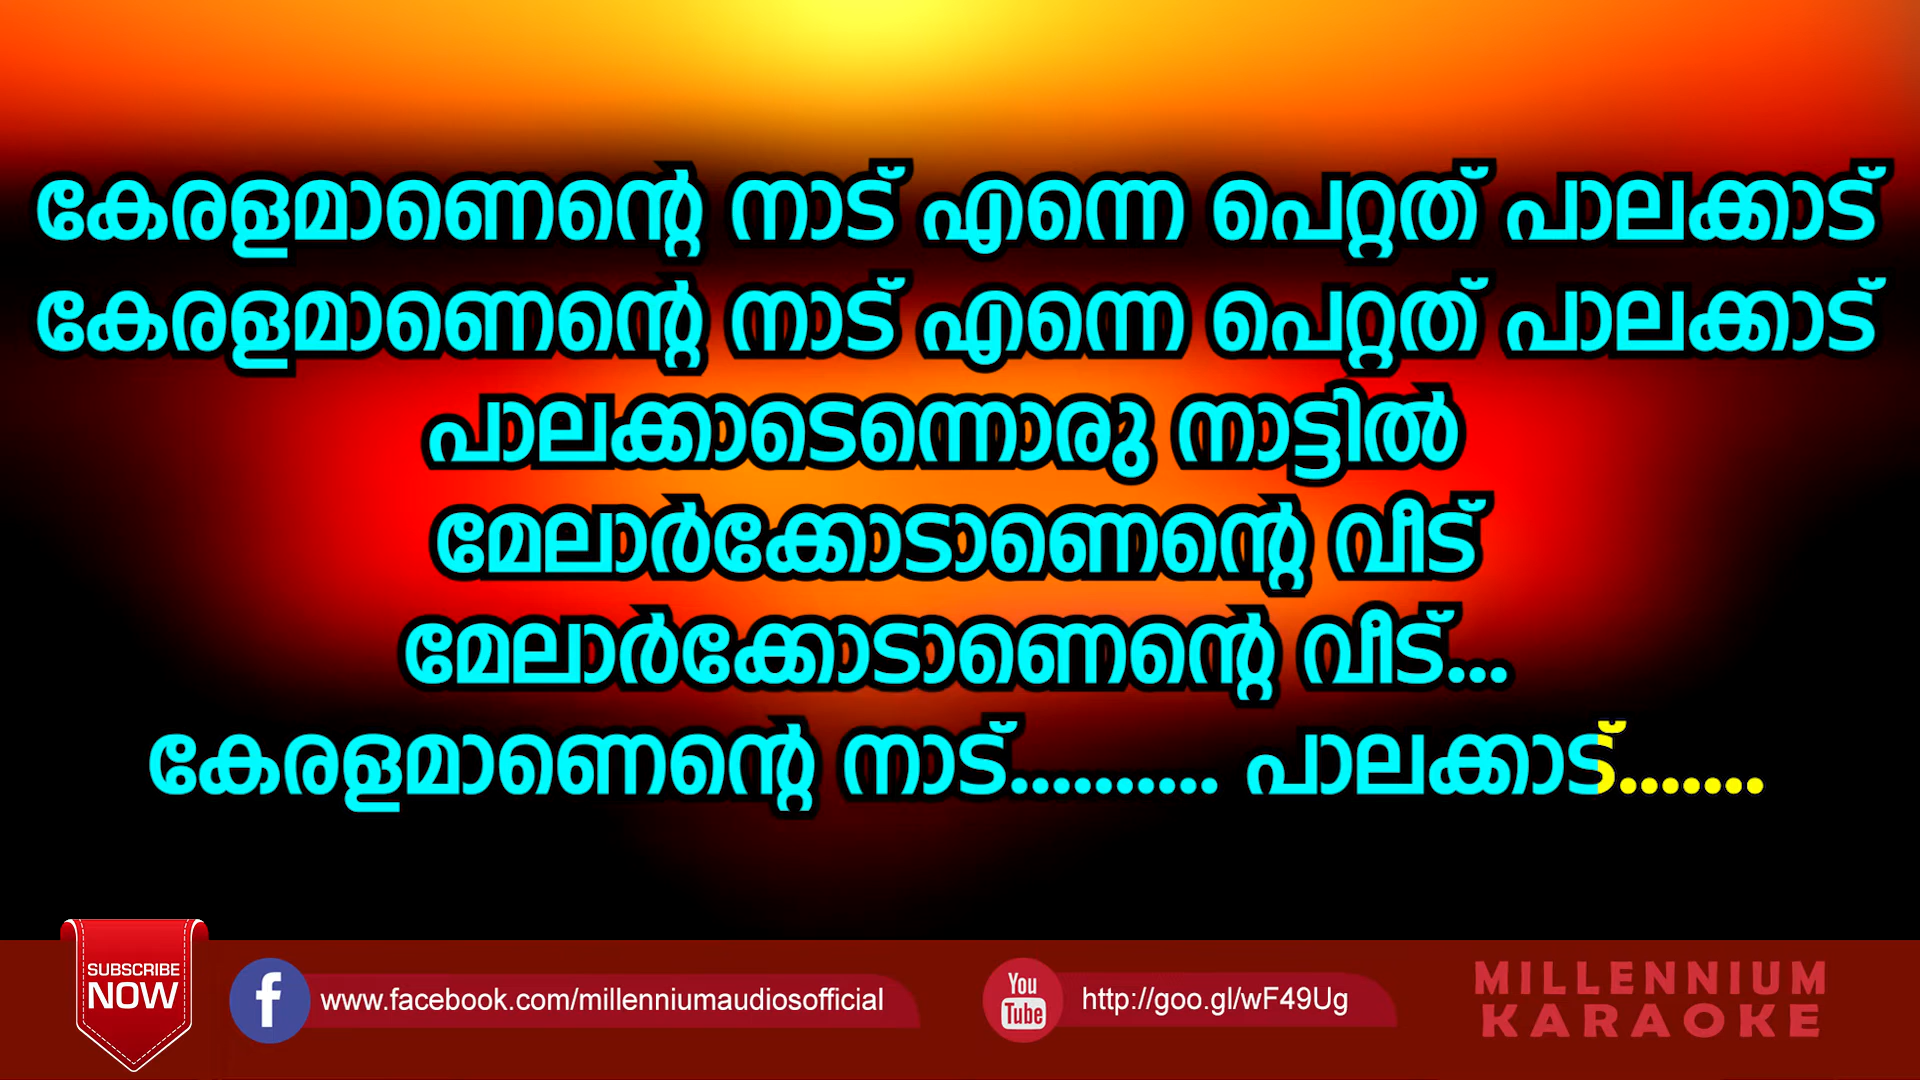 കേരളമാണെന്റെ നാട് എന്നെ പെറ്റത് പാലക്കാട്
കേരളമാണെന്റെ നാട് എന്നെ പെറ്റത് പാലക്കാട്
പാലക്കാടെന്നൊരു നാട്ടിൽ
മേലാർക്കോടാണെന്റെ വീട്
മേലാർക്കോടാണെന്റെ വീട്...
കേരളമാണെന്റെ നാട്.......... പാലക്കാട്.......
SUBSCRIBE
NOW
f www.facebook.com/millenniumaudiosofficial
You
Tube
http://goo.gl/wF49Ug
MILLENNIUM
KARAOKE